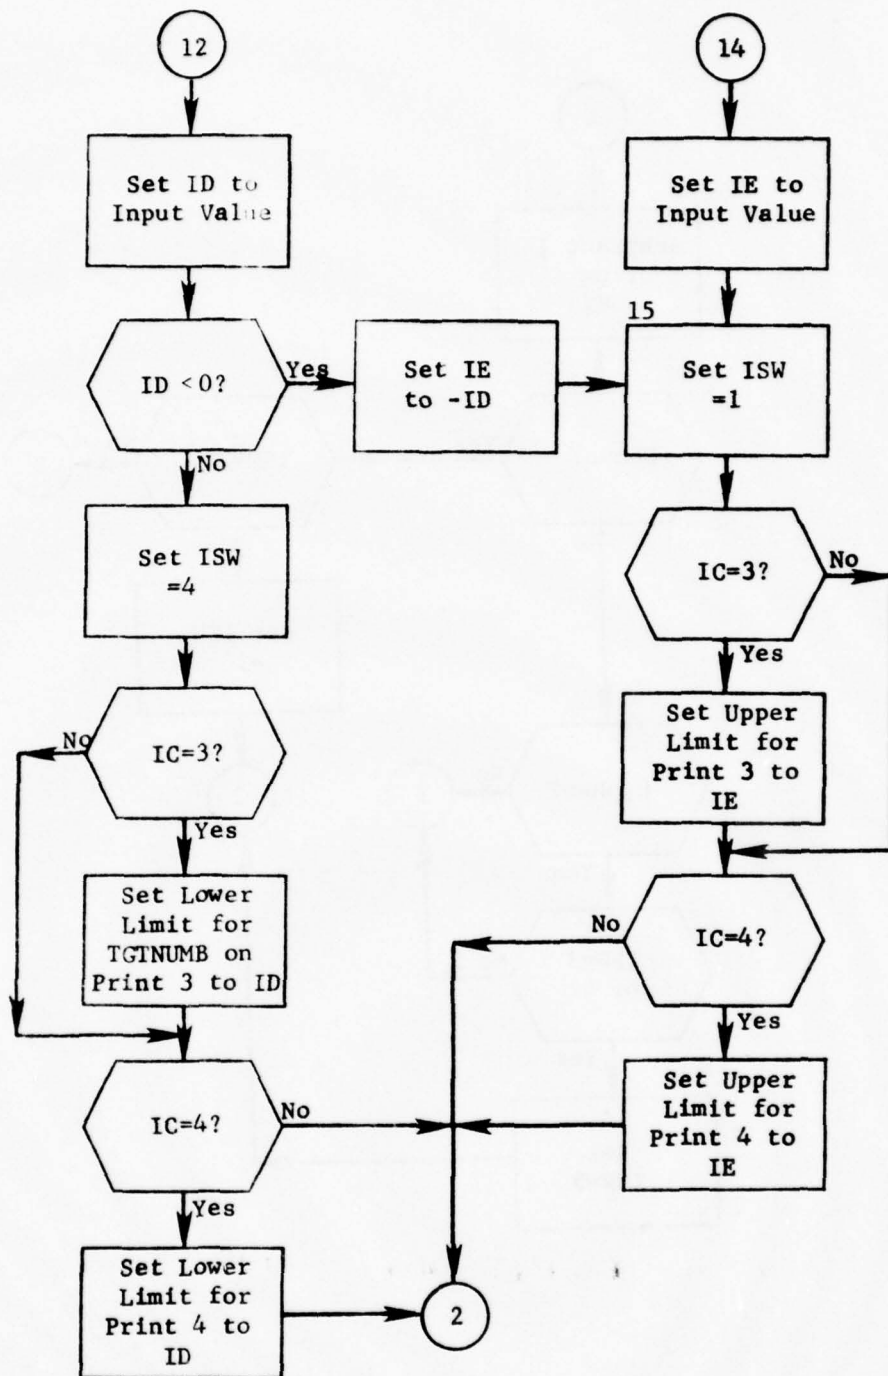 12
Set ID to
Input Value
ID <0?
Yes
No
Set ISW
=4
IC=3?
No
Yes
Set Lower
Limit for
TGTNUMB on
Print 3 to ID
IC=4?
No
Yes
Set Lower
Limit for
Print 4 to
ID
Set IE
to -ID
14
Set IE to
Input Value
15
Set ISW
=1
IC=3?
No
Yes
Set Upper
Limit for
Print 3 to
IE
IC=4?
No
Yes
Set Upper
Limit for
Print 4 to
IE
2